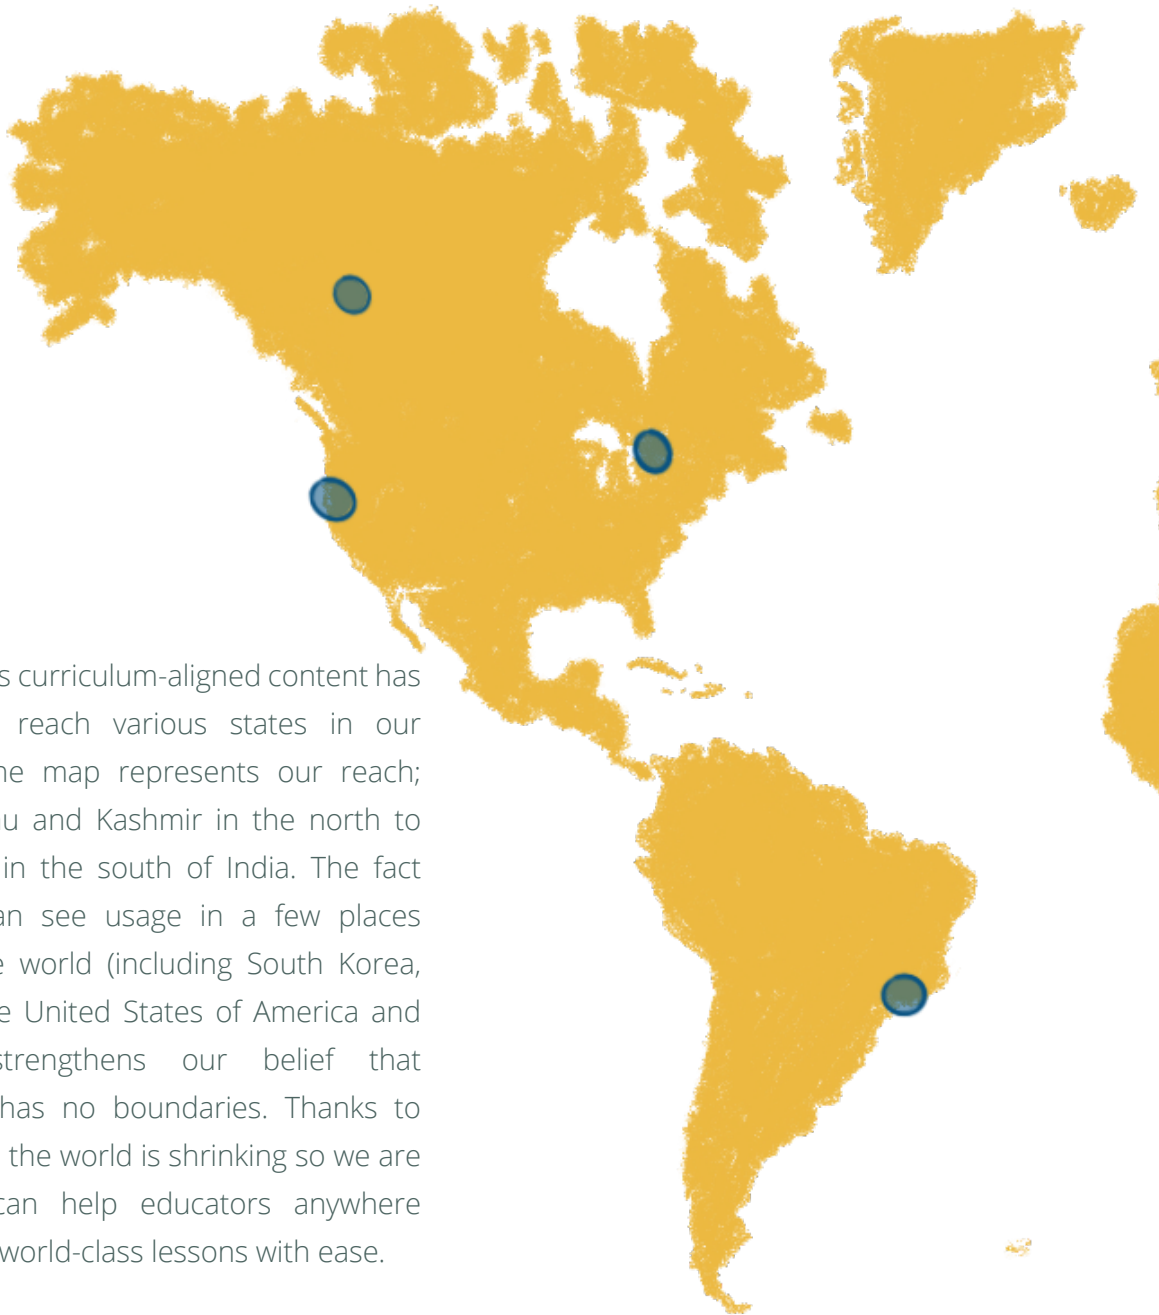 s curriculum-aligned content has
reach various states in our
he map represents our reach;
u and Kashmir in the north to
in the south of India. The fact
an see usage in a few places
e world (including South Korea,
e United States of America and
strengthens our belief that
has no boundaries. Thanks to
the world is shrinking so we are
can help educators anywhere
world-class lessons with ease.